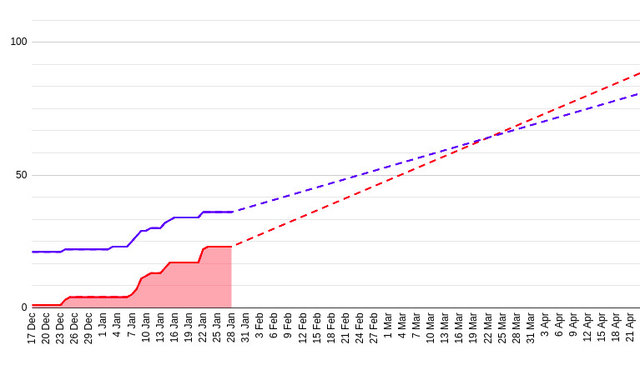 100
50
0
17 Dec
20 Dec
23 Dec
26 Dec
29 Dec
1 Jan
4 Jan
7 Jan
10 Jan
13 Jan
16 Jan
19 Jan
22 Jan
25 Jan
28 Jan
31 Jan
3 Feb
6 Feb
9 Feb
12 Feb
15 Feb
18 Feb
21 Feb
24 Feb
27 Feb
1 Mar
4 Mar
7 Mar
10 Mar
13 Mar
16 Mar
19 Mar
22 Mar
25 Mar
28 Mar
31 Mar
3 Apr
6 Apr
9 Apr
12 Apr
15 Apr
18 Apr
21 Apr